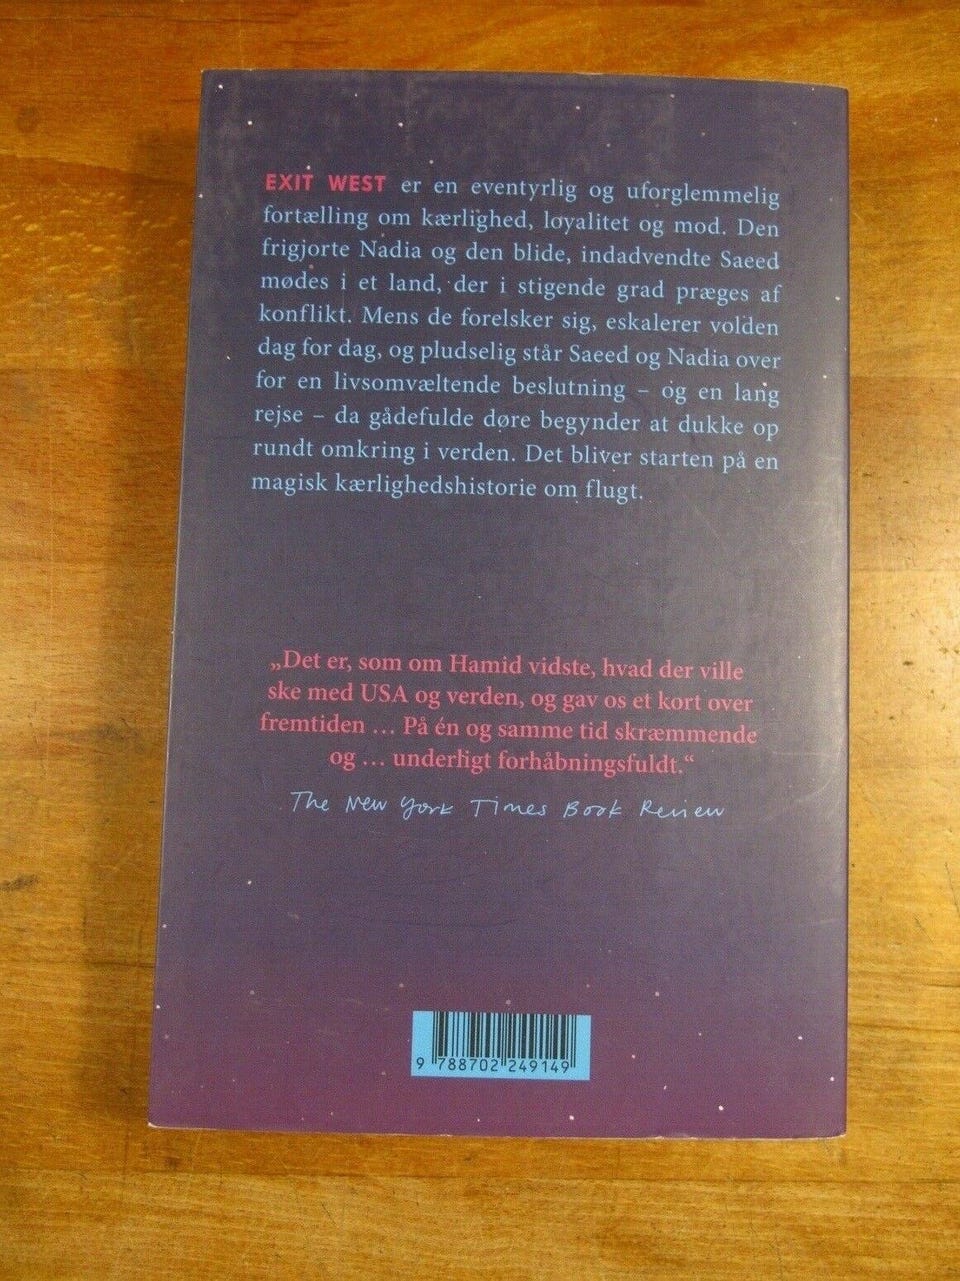 EXIT WEST er en eventyrlig og uforglemmelig
fortælling om kærlighed, loyalitet og mod. Den
frigjorte Nadia og den blide, indadvendte Saeed
mødes i et land, der i stigende grad præges af
konflikt. Mens de forelsker sig, eskalerer volden
dag for dag, og pludselig står Saeed og Nadia over
for en livsomvæltende beslutning – og en lang
rejse – da gådefulde døre begynder at dukke op
rundt omkring i verden. Det bliver starten på en
magisk kærlighedshistorie om flugt.
„Det er, som om Hamid vidste, hvad der ville
ske med USA og verden, og gav os et kort over
fremtiden … På én og samme tid skræmmende
og … underligt forhåbningsfuldt.“
The New York Times Book Review
9 788702 249149